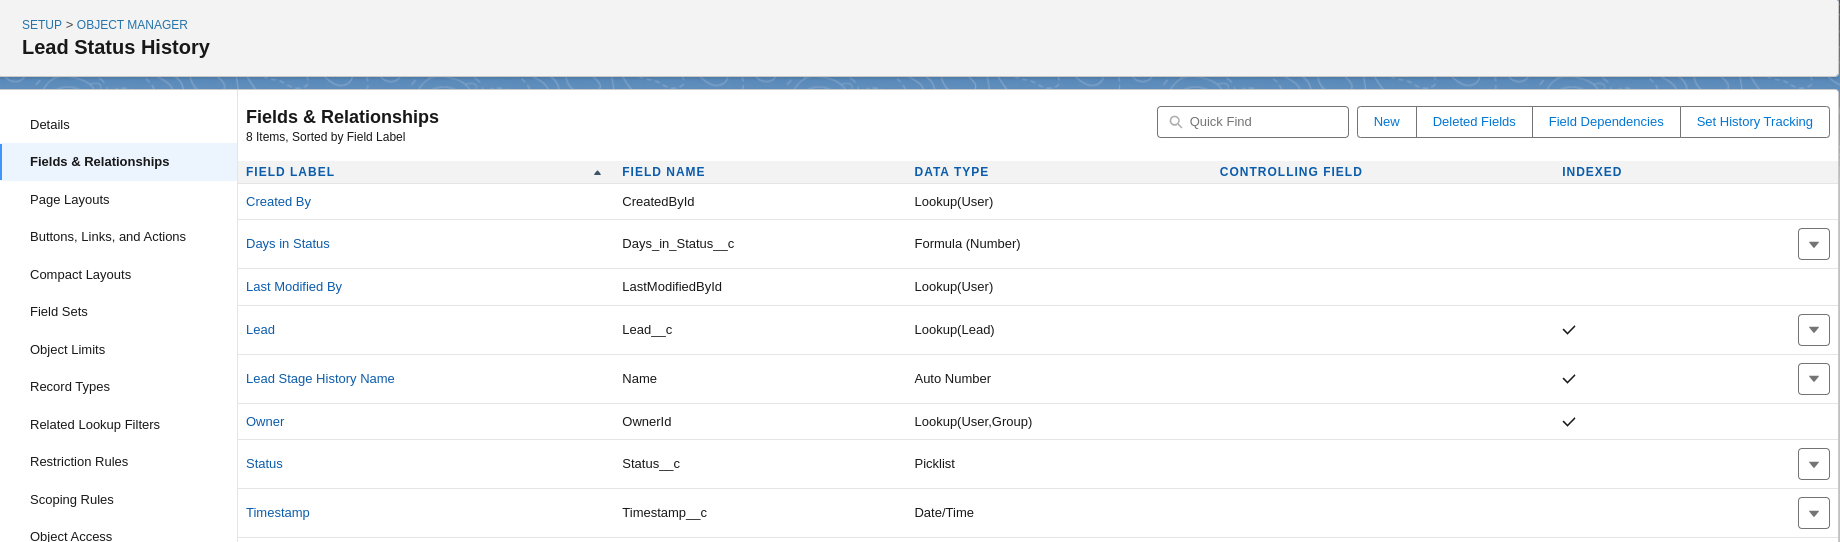 SETUP > OBJECT MANAGER
Lead Status History
Details
Fields & Relationships
Page Layouts
Buttons, Links, and Actions
Compact Layouts
Field Sets
Object Limits
Record Types
Related Lookup Filters
Restriction Rules
Scoping Rules
Object Access
Fields & Relationships
8 Items, Sorted by Field Label
Quick Find
New Deleted Fields Field Dependencies Set History Tracking
FIELD LABEL FIELD NAME DATA TYPE CONTROLLING FIELD INDEXED
Created By CreatedById Lookup(User)
Days in Status Days_in_Status__c Formula (Number)
Last Modified By LastModifiedById Lookup(User)
Lead Lead__c Lookup(Lead)
Lead Stage History Name Name Auto Number
Owner OwnerId Lookup(User,Group)
Status Status__c Picklist
Timestamp Timestamp__c Date/Time